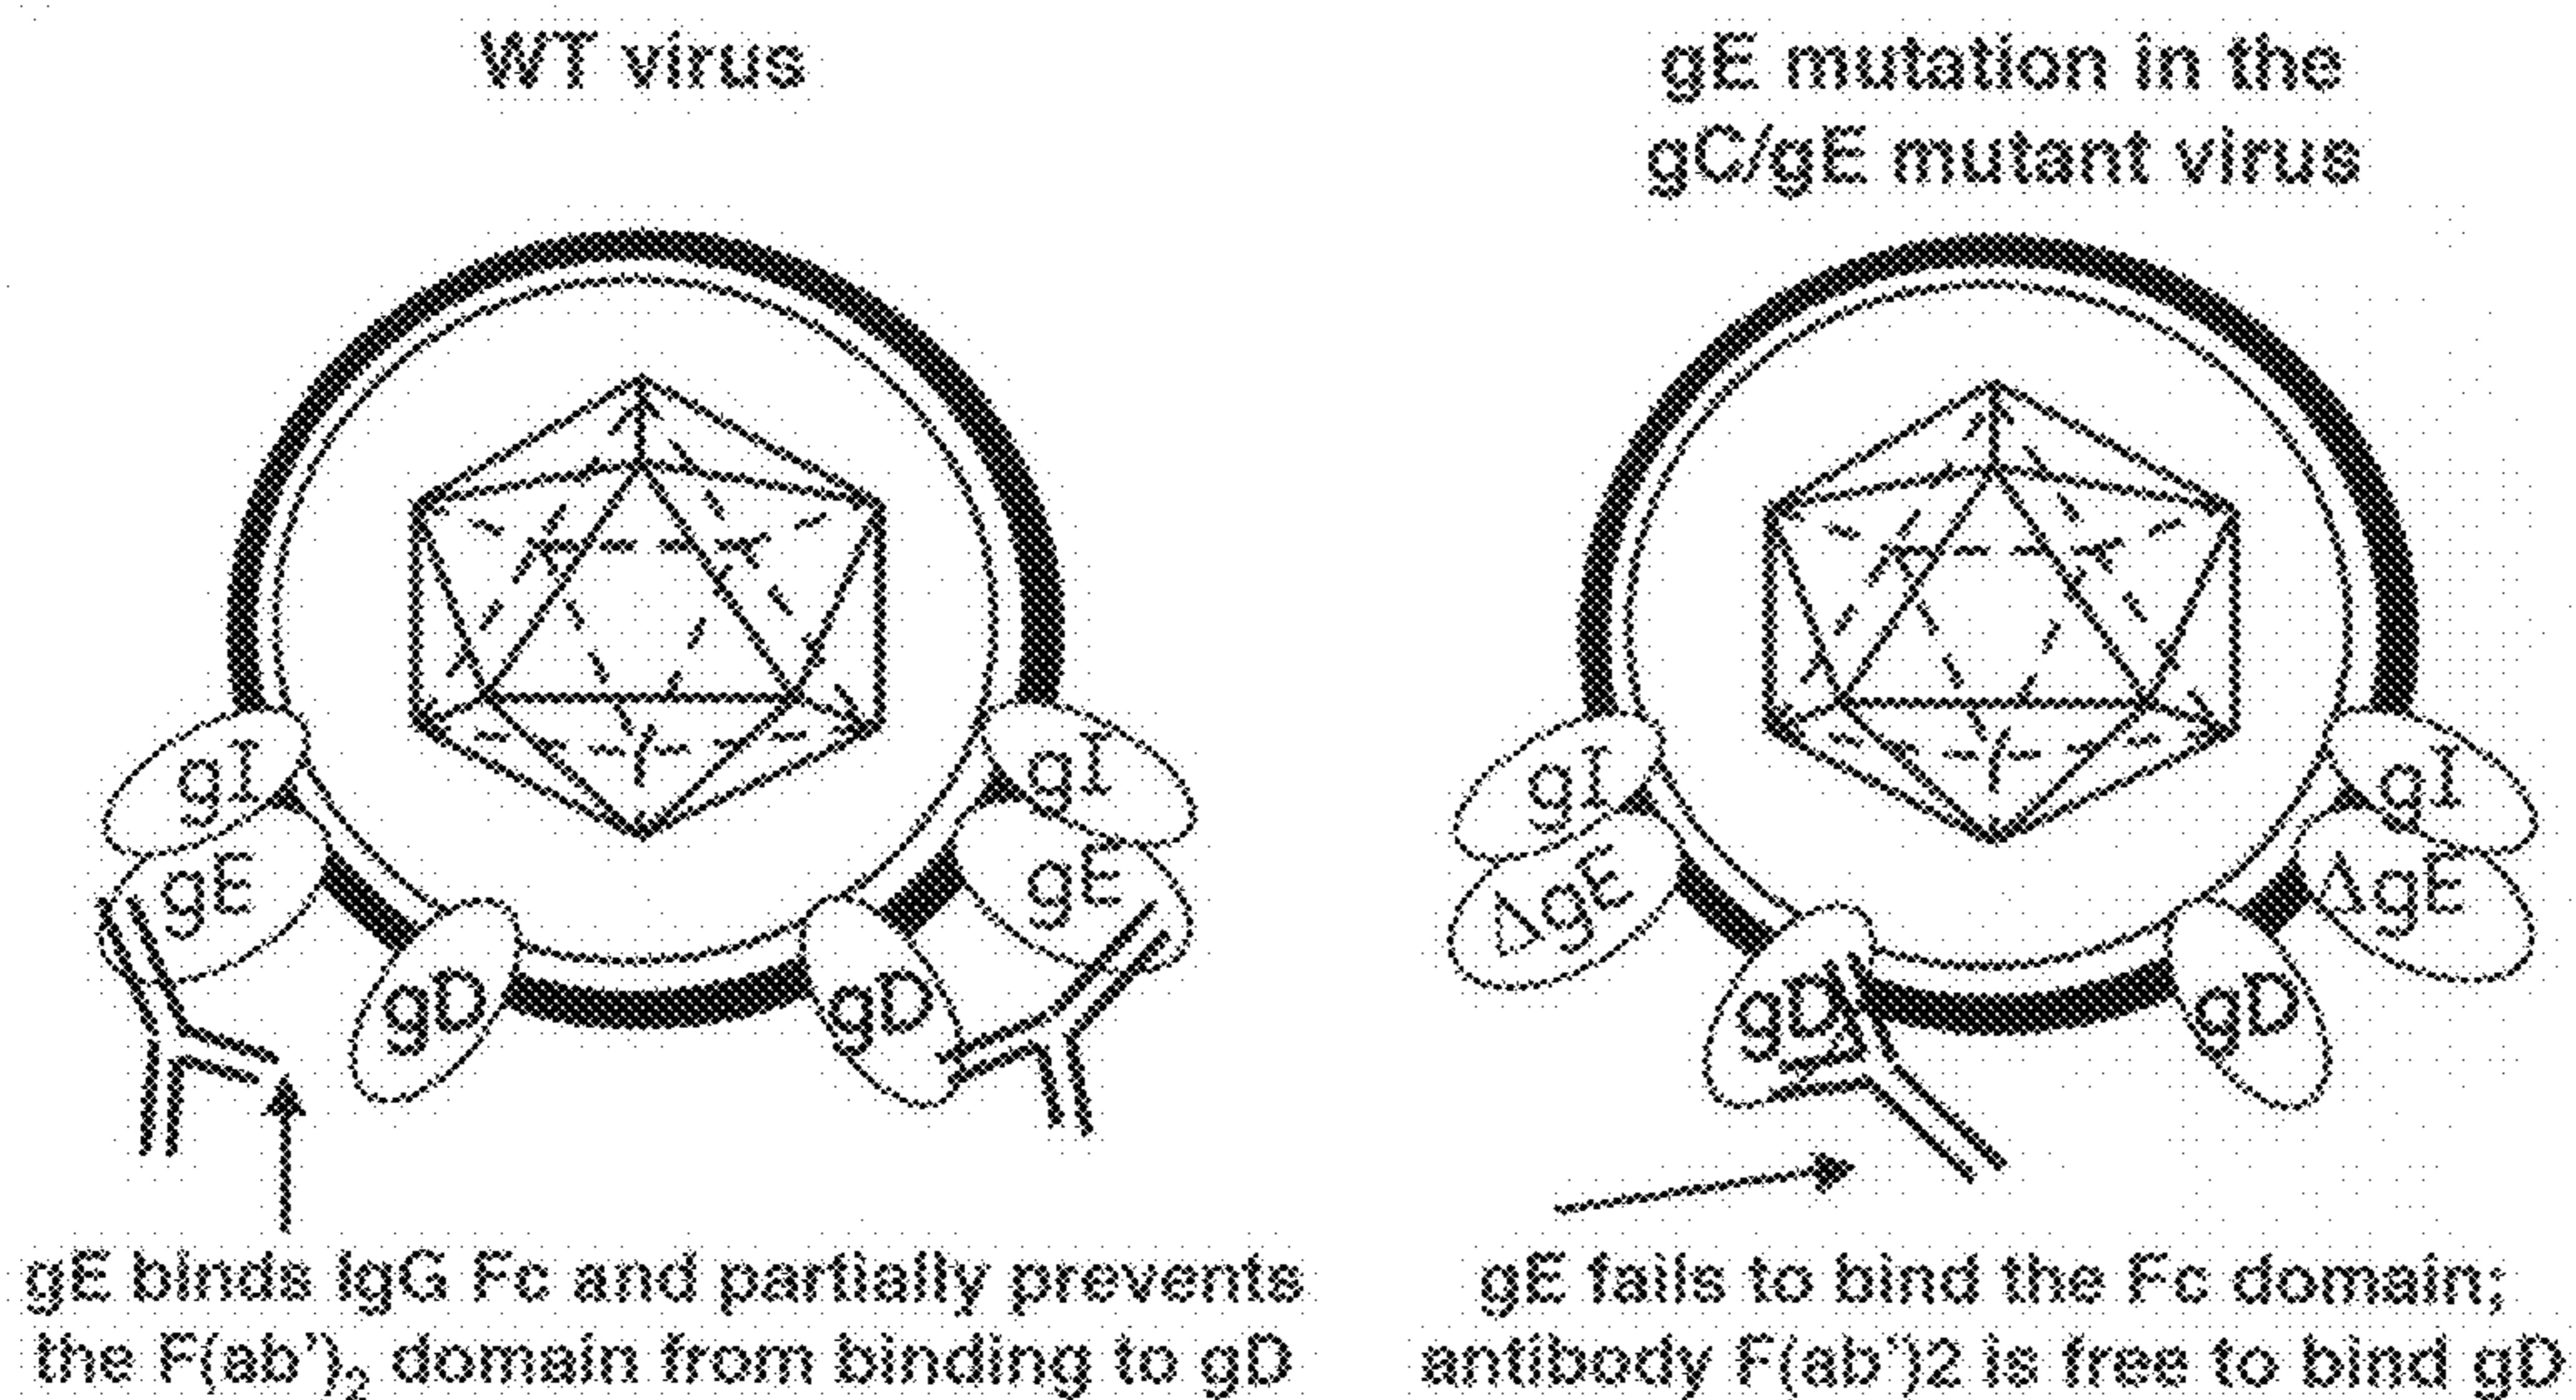 WT virus
gE mutation in the
gC/gE mutant virus
gI
gI
gE
gE
gD
gD
gI
gI
ΔgE
ΔgE
gD
gD
gE binds IgG Fc and partially prevents
the F(ab')₂ domain from binding to gD
gE fails to bind the Fc domain;
antibody F(ab')2 is free to bind gD